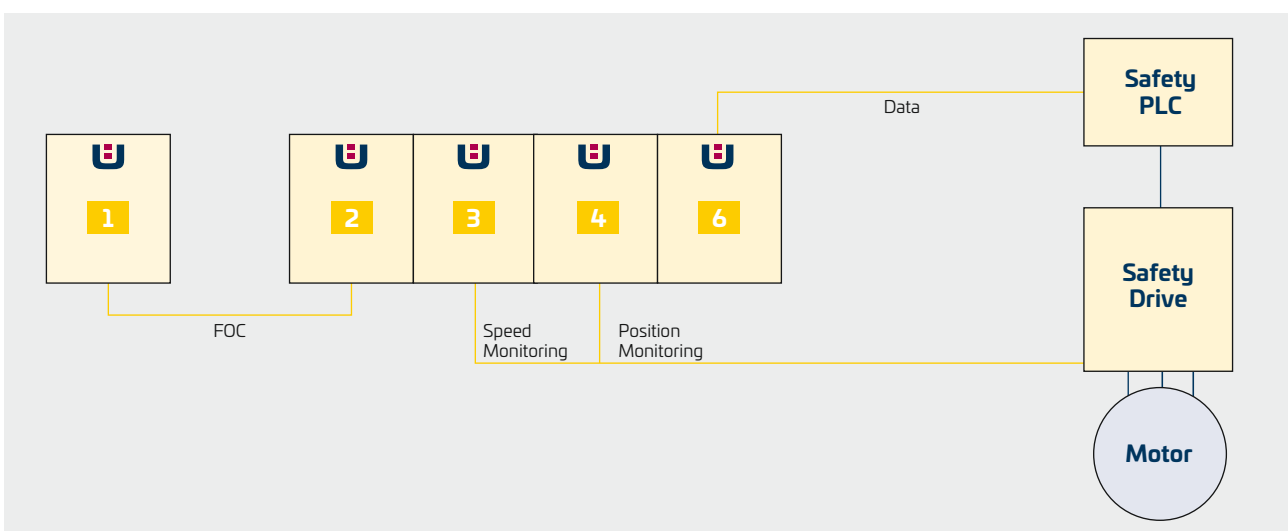 Safety
PLC
Data
1
2
3
4
6
Safety
Drive
FOC
Speed
Monitoring
Position
Monitoring
Motor